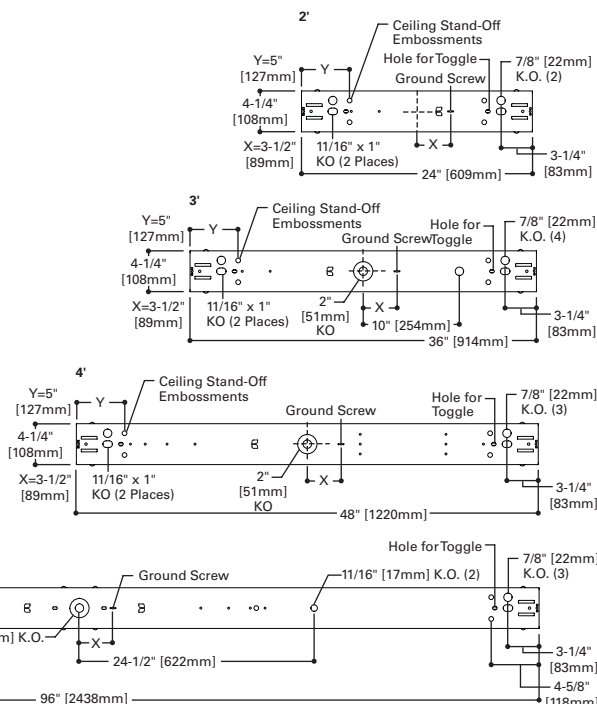 2'
Ceiling Stand-Off
Embossments
Y=5"
[127mm]
Y
Hole for Toggle
7/8" [22mm]
K.O. (2)
Ground Screw
4-1/4"
[108mm]
X=3-1/2"
[89mm]
11/16" x 1"
KO (2 Places)
X
3-1/4"
[83mm]
24" [609mm]
3'
Ceiling Stand-Off
Embossments
Y=5"
[127mm]
Y
Hole for
Toggle
7/8" [22mm]
K.O. (4)
Ground Screw
4-1/4"
[108mm]
X=3-1/2"
[89mm]
11/16" x 1"
KO (2 Places)
2"
[51mm]
KO
X
10" [254mm]
3-1/4"
[83mm]
36" [914mm]
4'
Ceiling Stand-Off
Embossments
Y=5"
[127mm]
Y
Ground Screw
Hole for
Toggle
7/8" [22mm]
K.O. (3)
4-1/4"
[108mm]
X=3-1/2"
[89mm]
11/16" x 1"
KO (2 Places)
2"
[51mm]
KO
X
3-1/4"
[83mm]
48" [1220mm]
Hole for Toggle
Ground Screw
11/16" [17mm] K.O. (2)
7/8" [22mm]
K.O. (3)
m] K.O.
X
24-1/2" [622mm]
3-1/4"
[83mm]
4-5/8"
[118mm]
96" [2438mm]